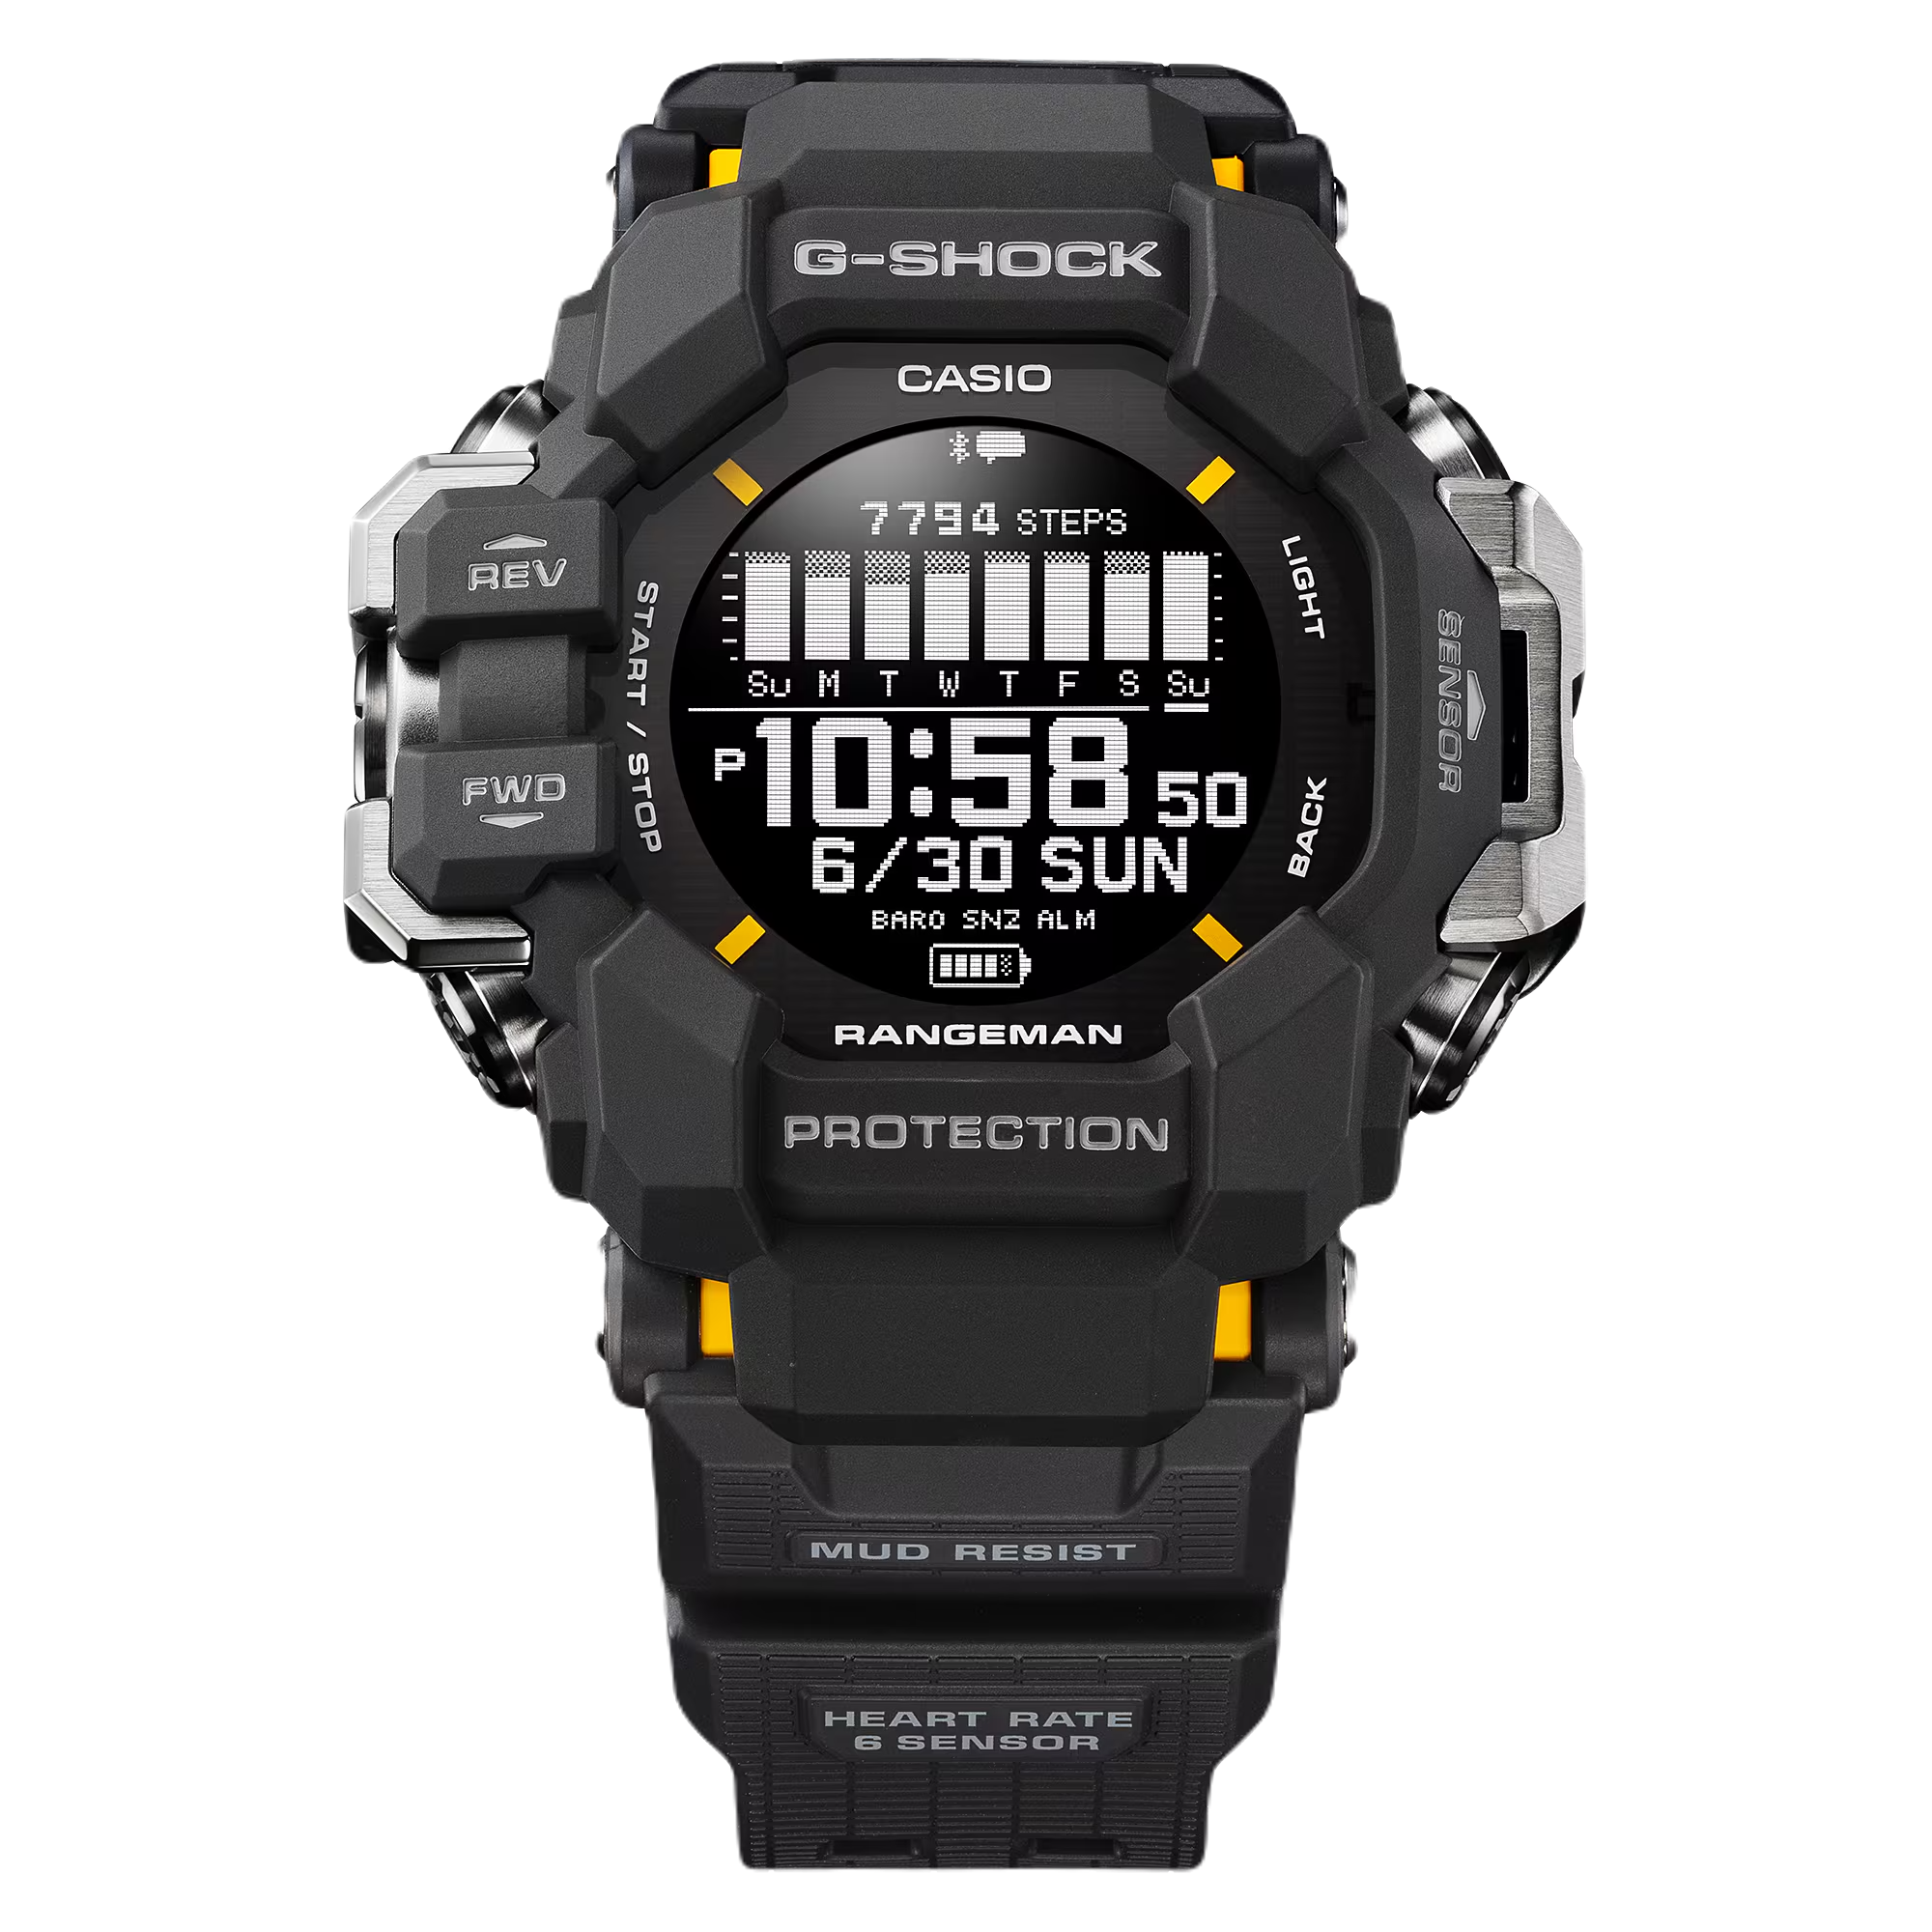 G-SHOCK
CASIO
7794 STEPS
Su M T W T F S Su
P 10:58 50
6/30 SUN
BARO SNZ ALM
REV
FWD
START / STOP
LIGHT
BACK
SENSOR
RANGEMAN
PROTECTION
MUD RESIST
HEART RATE
6 SENSOR